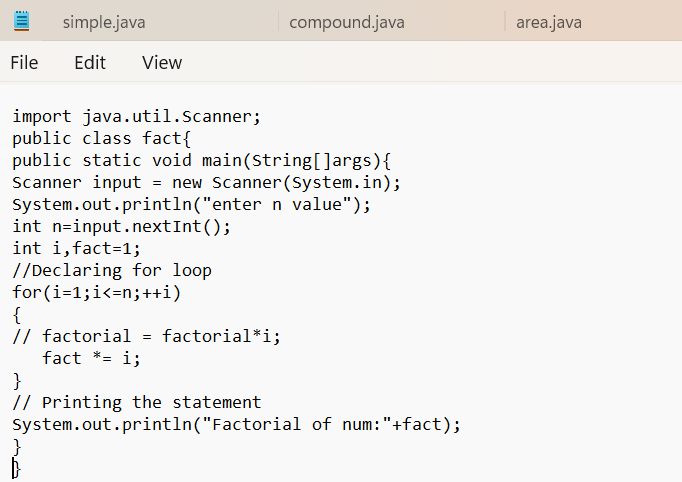 simple.java compound.java area.java
File Edit View
import java.util.Scanner;
public class fact{
public static void main(String[]args){
Scanner input = new Scanner(System.in);
System.out.println("enter n value");
int n=input.nextInt();
int i,fact=1;
//Declaring for loop
for(i=1;i<=n;++i)
{
// factorial = factorial*i;
   fact *= i;
}
// Printing the statement
System.out.println("Factorial of num:"+fact);
}
}